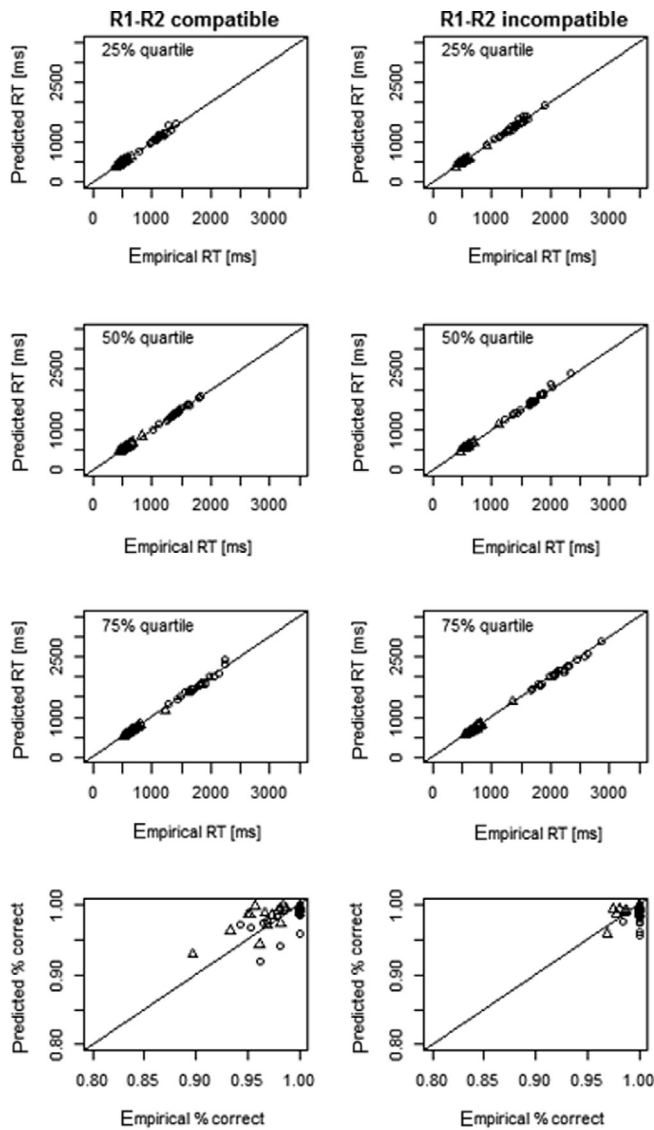 R1-R2 compatible
R1-R2 incompatible
25% quartile
Predicted RT [ms]
0 1000 2500
0 1000 2000 3000
Empirical RT [ms]
25% quartile
Predicted RT [ms]
0 1000 2500
0 1000 2000 3000
Empirical RT [ms]
50% quartile
Predicted RT [ms]
0 1000 2500
0 1000 2000 3000
Empirical RT [ms]
50% quartile
Predicted RT [ms]
0 1000 2500
0 1000 2000 3000
Empirical RT [ms]
75% quartile
Predicted RT [ms]
0 1000 2500
0 1000 2000 3000
Empirical RT [ms]
75% quartile
Predicted RT [ms]
0 1000 2500
0 1000 2000 3000
Empirical RT [ms]
Predicted % correct
0.80 0.90 1.00
0.80 0.85 0.90 0.95 1.00
Empirical % correct
Predicted % correct
0.80 0.90 1.00
0.80 0.85 0.90 0.95 1.00
Empirical % correct